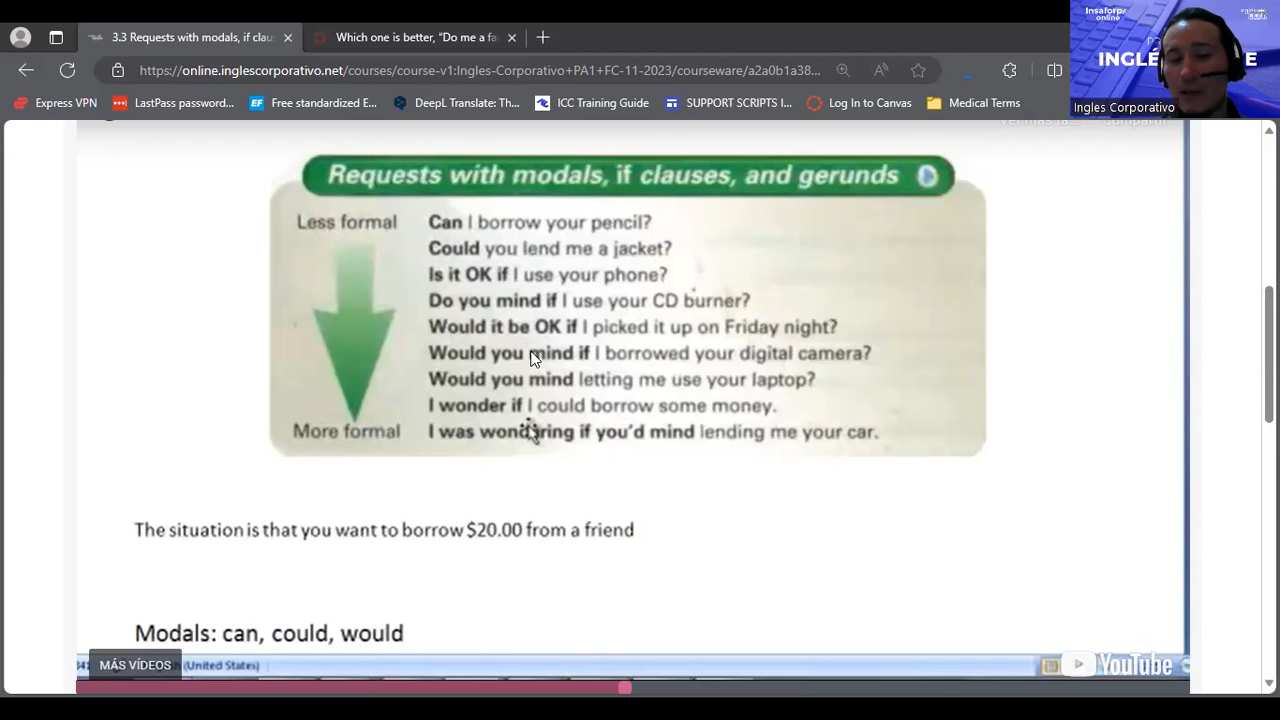 3.3 Requests with modals, if clau
Which one is better, "Do me a fa
https://online.inglescorporativo.net/courses/course-v1:Ingles-Corporativo+PA1+FC-11-2023/courseware/a2a0b1a38...
Express VPN
LastPass password...
Free standardized E...
DeepL Translate: Th...
ICC Training Guide
SUPPORT SCRIPTS I...
Log In to Canvas
Medical Terms
Insaforp
online
INGLÉ
E
Ingles Corporativo
Requests with modals, if clauses, and gerunds
Less formal
Can I borrow your pencil?
Could you lend me a jacket?
Is it OK if I use your phone?
Do you mind if I use your CD burner?
Would it be OK if I picked it up on Friday night?
Would you mind if I borrowed your digital camera?
Would you mind letting me use your laptop?
I wonder if I could borrow some money.
More formal
I was wondering if you'd mind lending me your car.
The situation is that you want to borrow $20.00 from a friend
Modals: can, could, would
MÁS VÍDEOS
(United States)
YouTube